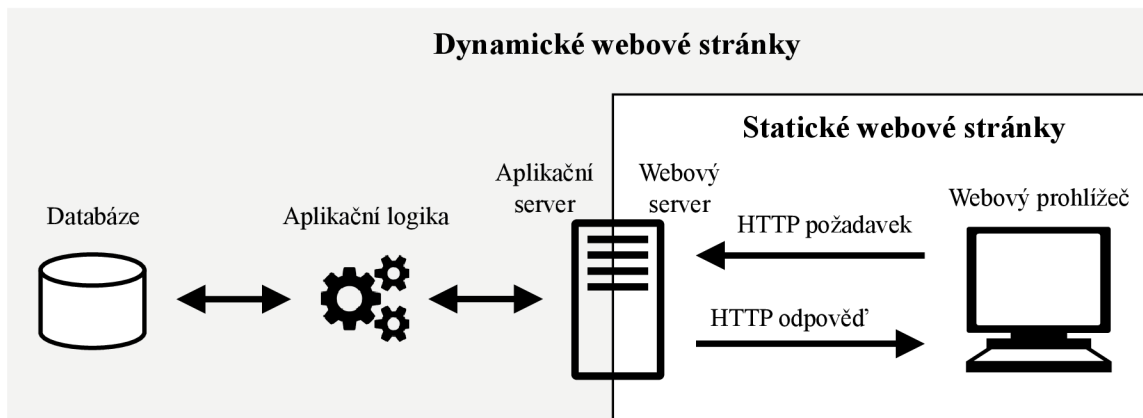 Dynamické webové stránky
Statické webové stránky
Aplikační
server
Webový
server
Databáze
Aplikační logika
Webový prohlížeč
HTTP požadavek
HTTP odpověď